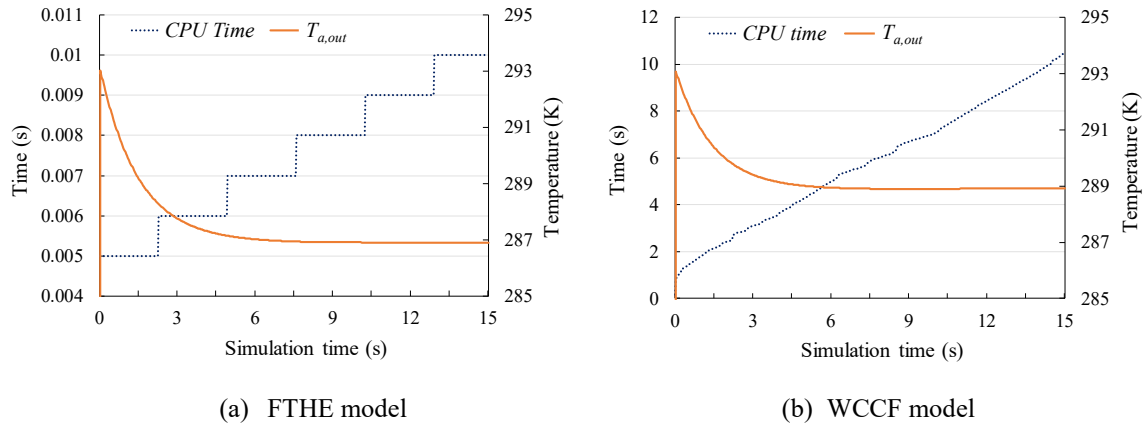 0.011
0.01
0.009
0.008
0.007
0.006
0.005
0.004
Time (s)
CPU Time
T a,out
295
293
291
289
287
285
Temperature (K)
0 3 6 9 12 15
Simulation time (s)
(a) FTHE model
12
10
8
6
4
2
0
Time (s)
CPU time
T a,out
295
293
291
289
287
285
Temperature (K)
0 3 6 9 12 15
Simulation time (s)
(b) WCCF model